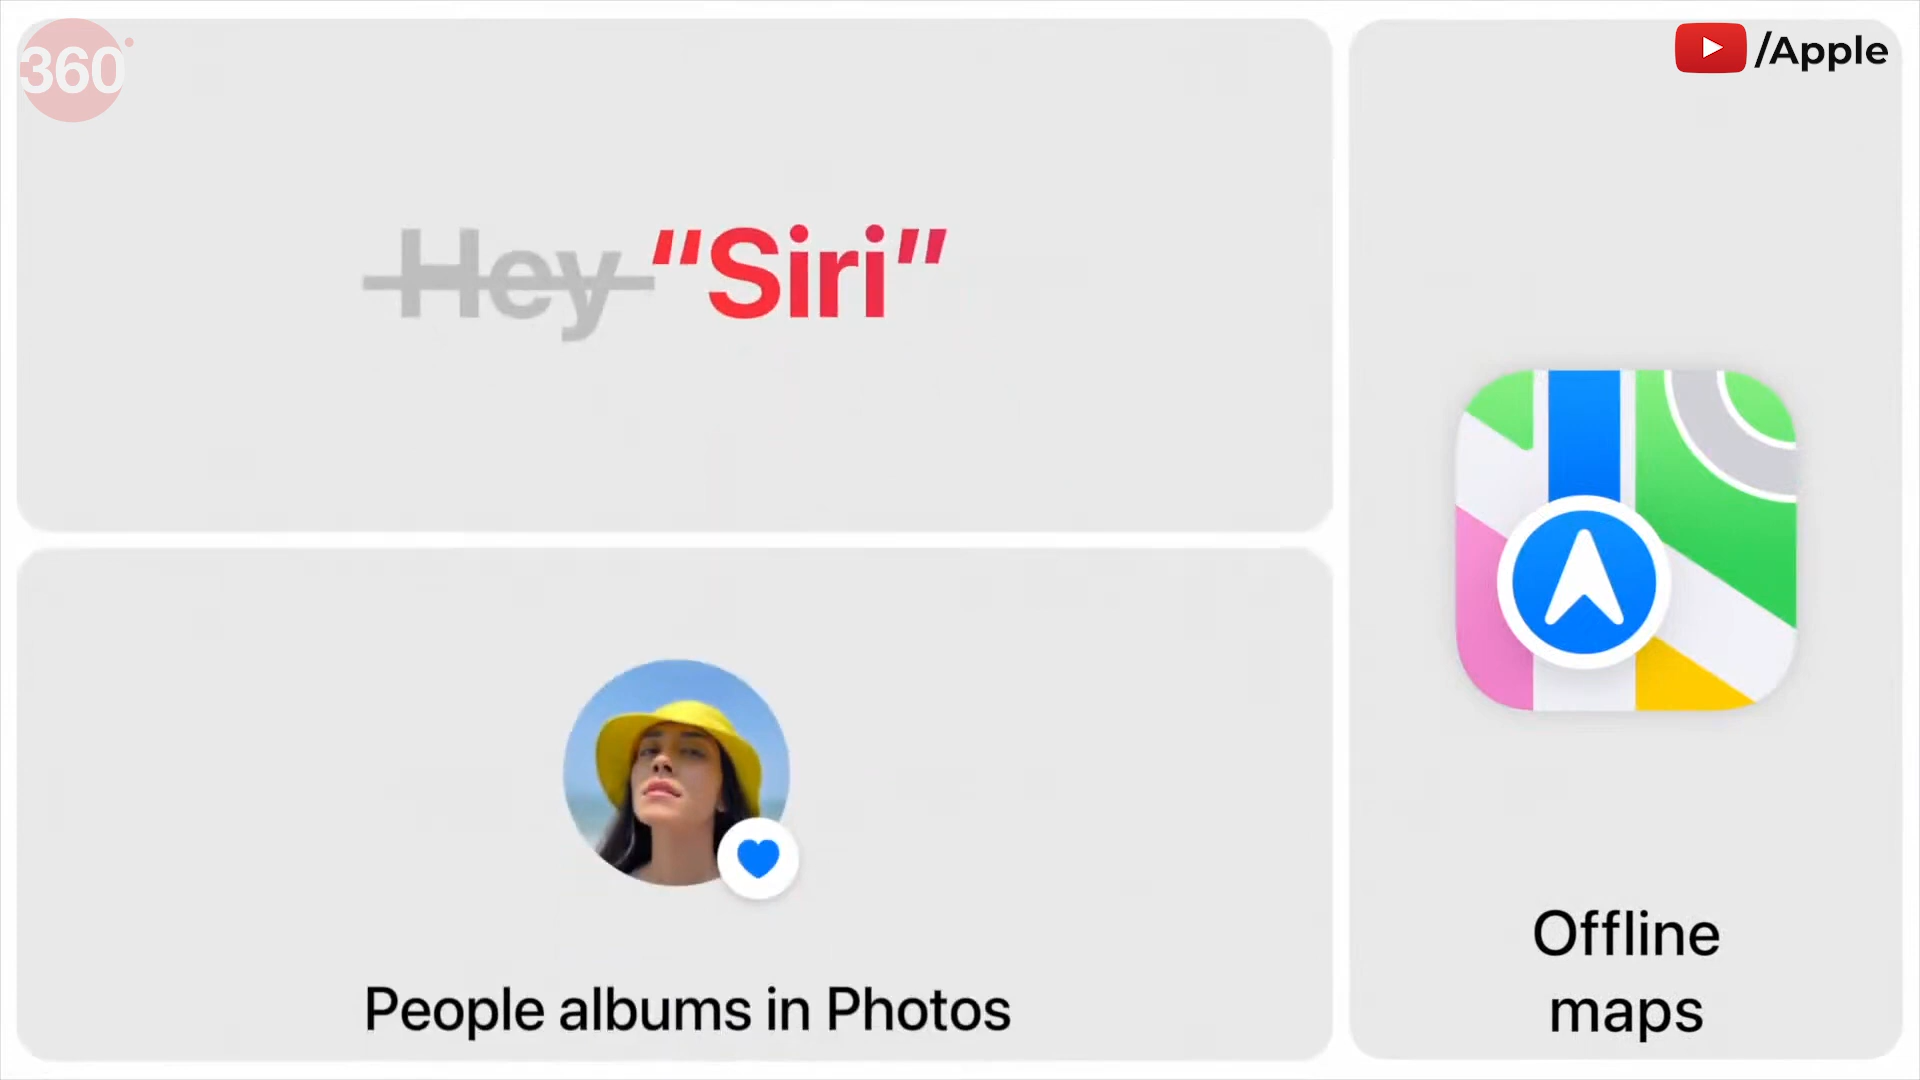 360°
/Apple
Hey “Siri”
People albums in Photos
Offline
maps